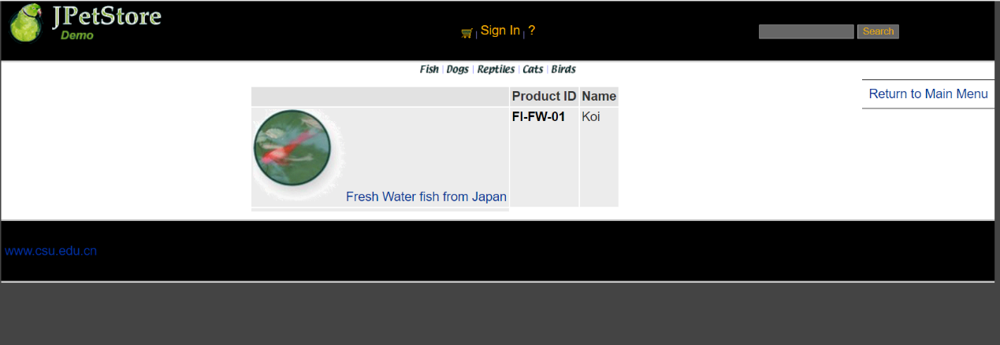 JPetStore
Demo
| Sign In | ?
Search
Fish | Dogs | Reptiles | Cats | Birds
Return to Main Menu
Product ID Name
FI-FW-01 Koi
Fresh Water fish from Japan
www.csu.edu.cn